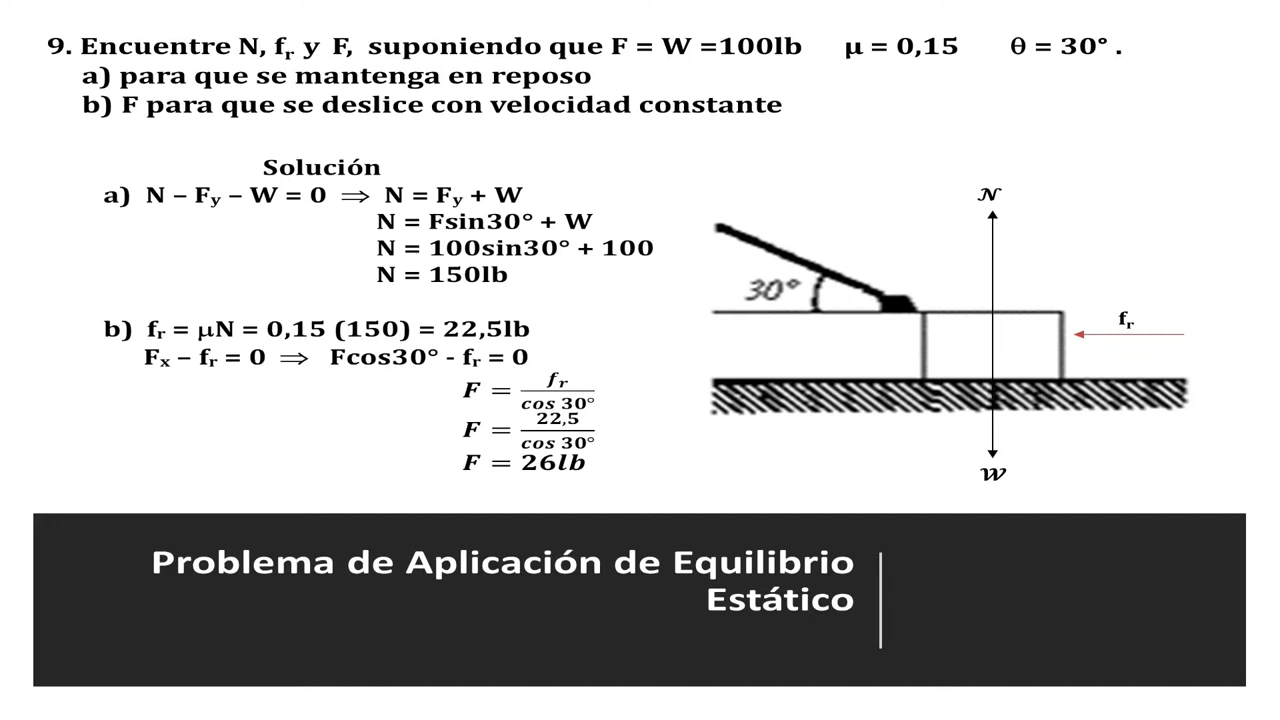 9. Encuentre N, fr y F, suponiendo que F = W =100lb μ = 0,15 θ = 30° .
a) para que se mantenga en reposo
b) F para que se deslice con velocidad constante
Solución
a) N – Fy – W = 0 ⟹ N = Fy + W
N = Fsin30° + W
N = 100sin30° + 100
N = 150lb
b) fr = μN = 0,15 (150) = 22,5lb
Fx – fr = 0 ⟹ Fcos30° - fr = 0
F = fr / cos 30°
F = 22,5 / cos 30°
F = 26lb
N
30°
fr
W
Problema de Aplicación de Equilibrio
Estático